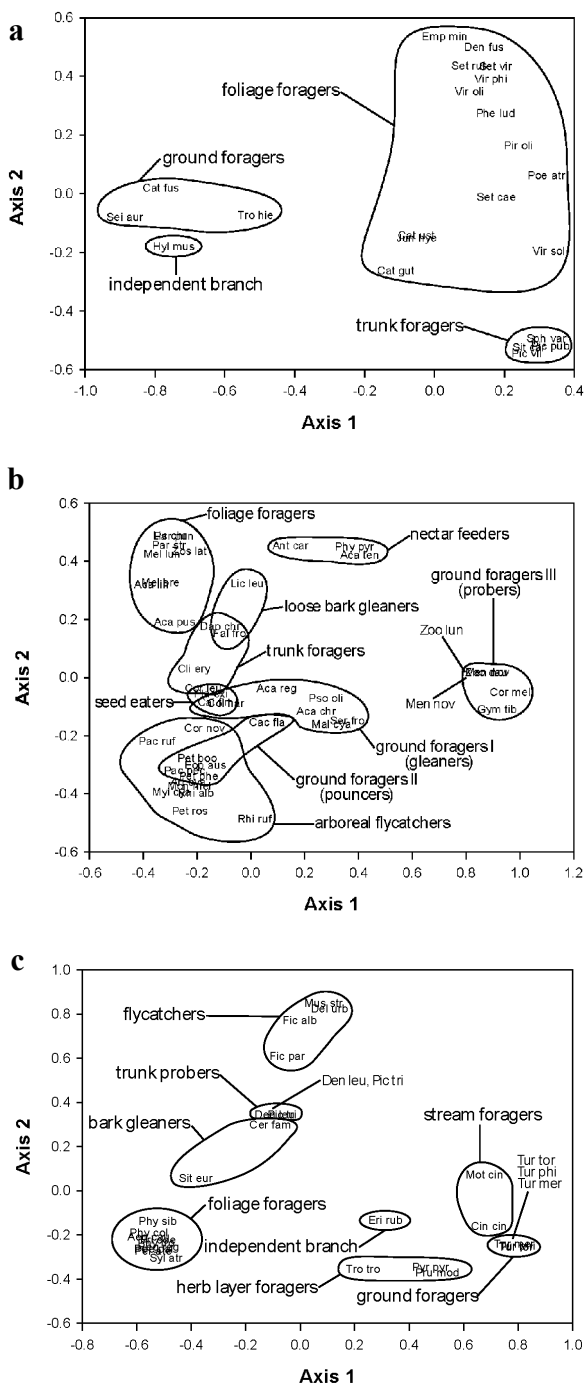 a
0.6
0.4
0.2
0.0
-0.2
-0.4
-0.6
Axis 2
Emp min
Den fus
Set vir
Vir phi
Vir oli
foliage foragers
Phe lud
Pir oli
Poe atr
Set cae
ground foragers
Cat fus
Sei aur
Tro hie
Hyl mus
independent branch
Cat ust
Cat gut
Vir sol
trunk foragers
Sph var
Pic pub
Pic vil
-1.0 -0.8 -0.6 -0.4 -0.2 0.0 0.2 0.4
Axis 1
b
0.6
0.4
0.2
0.0
-0.2
-0.4
-0.6
Axis 2
foliage foragers
Par str
Mel lun
Aca pus
Ant car
Phy pyr
Aca ten
nectar feeders
Lic leu
loose bark gleaners
Dap chr
Fal fro
trunk foragers
Cli ery
seed eaters
ground foragers III
(probers)
Zoo lun
Men nov
Cor mel
Gym tib
Aca reg
Pso oli
Aca chr
Ser fro
Mal cya
ground foragers I
(gleaners)
Cac fla
ground foragers II
(pouncers)
Cor nov
Pac ruf
Pet boo
Pet ros
Rhi ruf
arboreal flycatchers
-0.6 -0.4 -0.2 0.0 0.2 0.4 0.6 0.8 1.0 1.2
Axis 1
c
1.0
0.8
0.6
0.4
0.2
0.0
-0.2
-0.4
-0.6
Axis 2
flycatchers
Mus str
Del urb
Fic alb
Fic par
trunk probers
Den leu, Pic tri
bark gleaners
Cer fam
Sit eur
stream foragers
Mot cin
Cin cin
Tur tor
Tur phi
Tur mer
foliage foragers
Phy sib
Phy col
Syl atr
Eri rub
independent branch
Tro tro
Pyr pyr
Pru mod
herb layer foragers
ground foragers
-0.8 -0.6 -0.4 -0.2 0.0 0.2 0.4 0.6 0.8 1.0
Axis 1